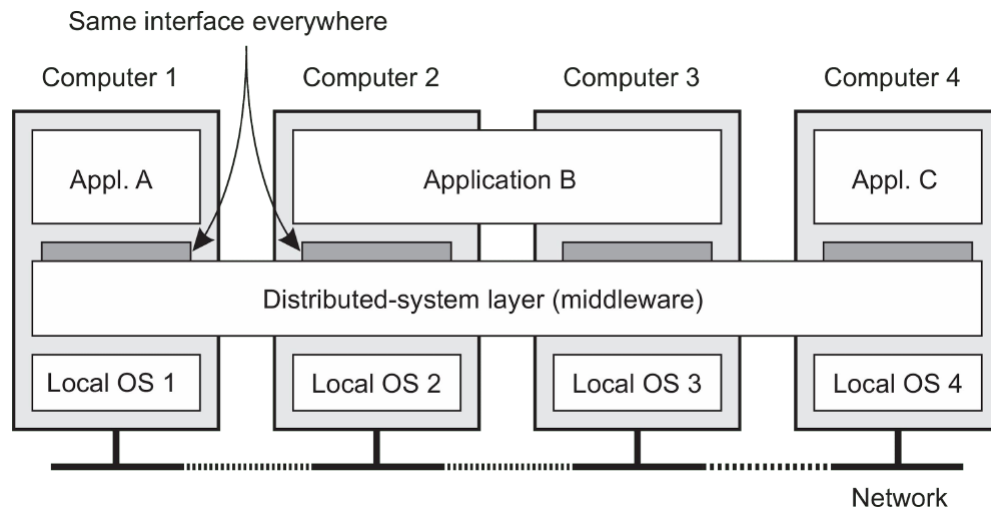 Same interface everywhere
Computer 1
Computer 2
Computer 3
Computer 4
Appl. A
Application B
Appl. C
Distributed-system layer (middleware)
Local OS 1
Local OS 2
Local OS 3
Local OS 4
Network